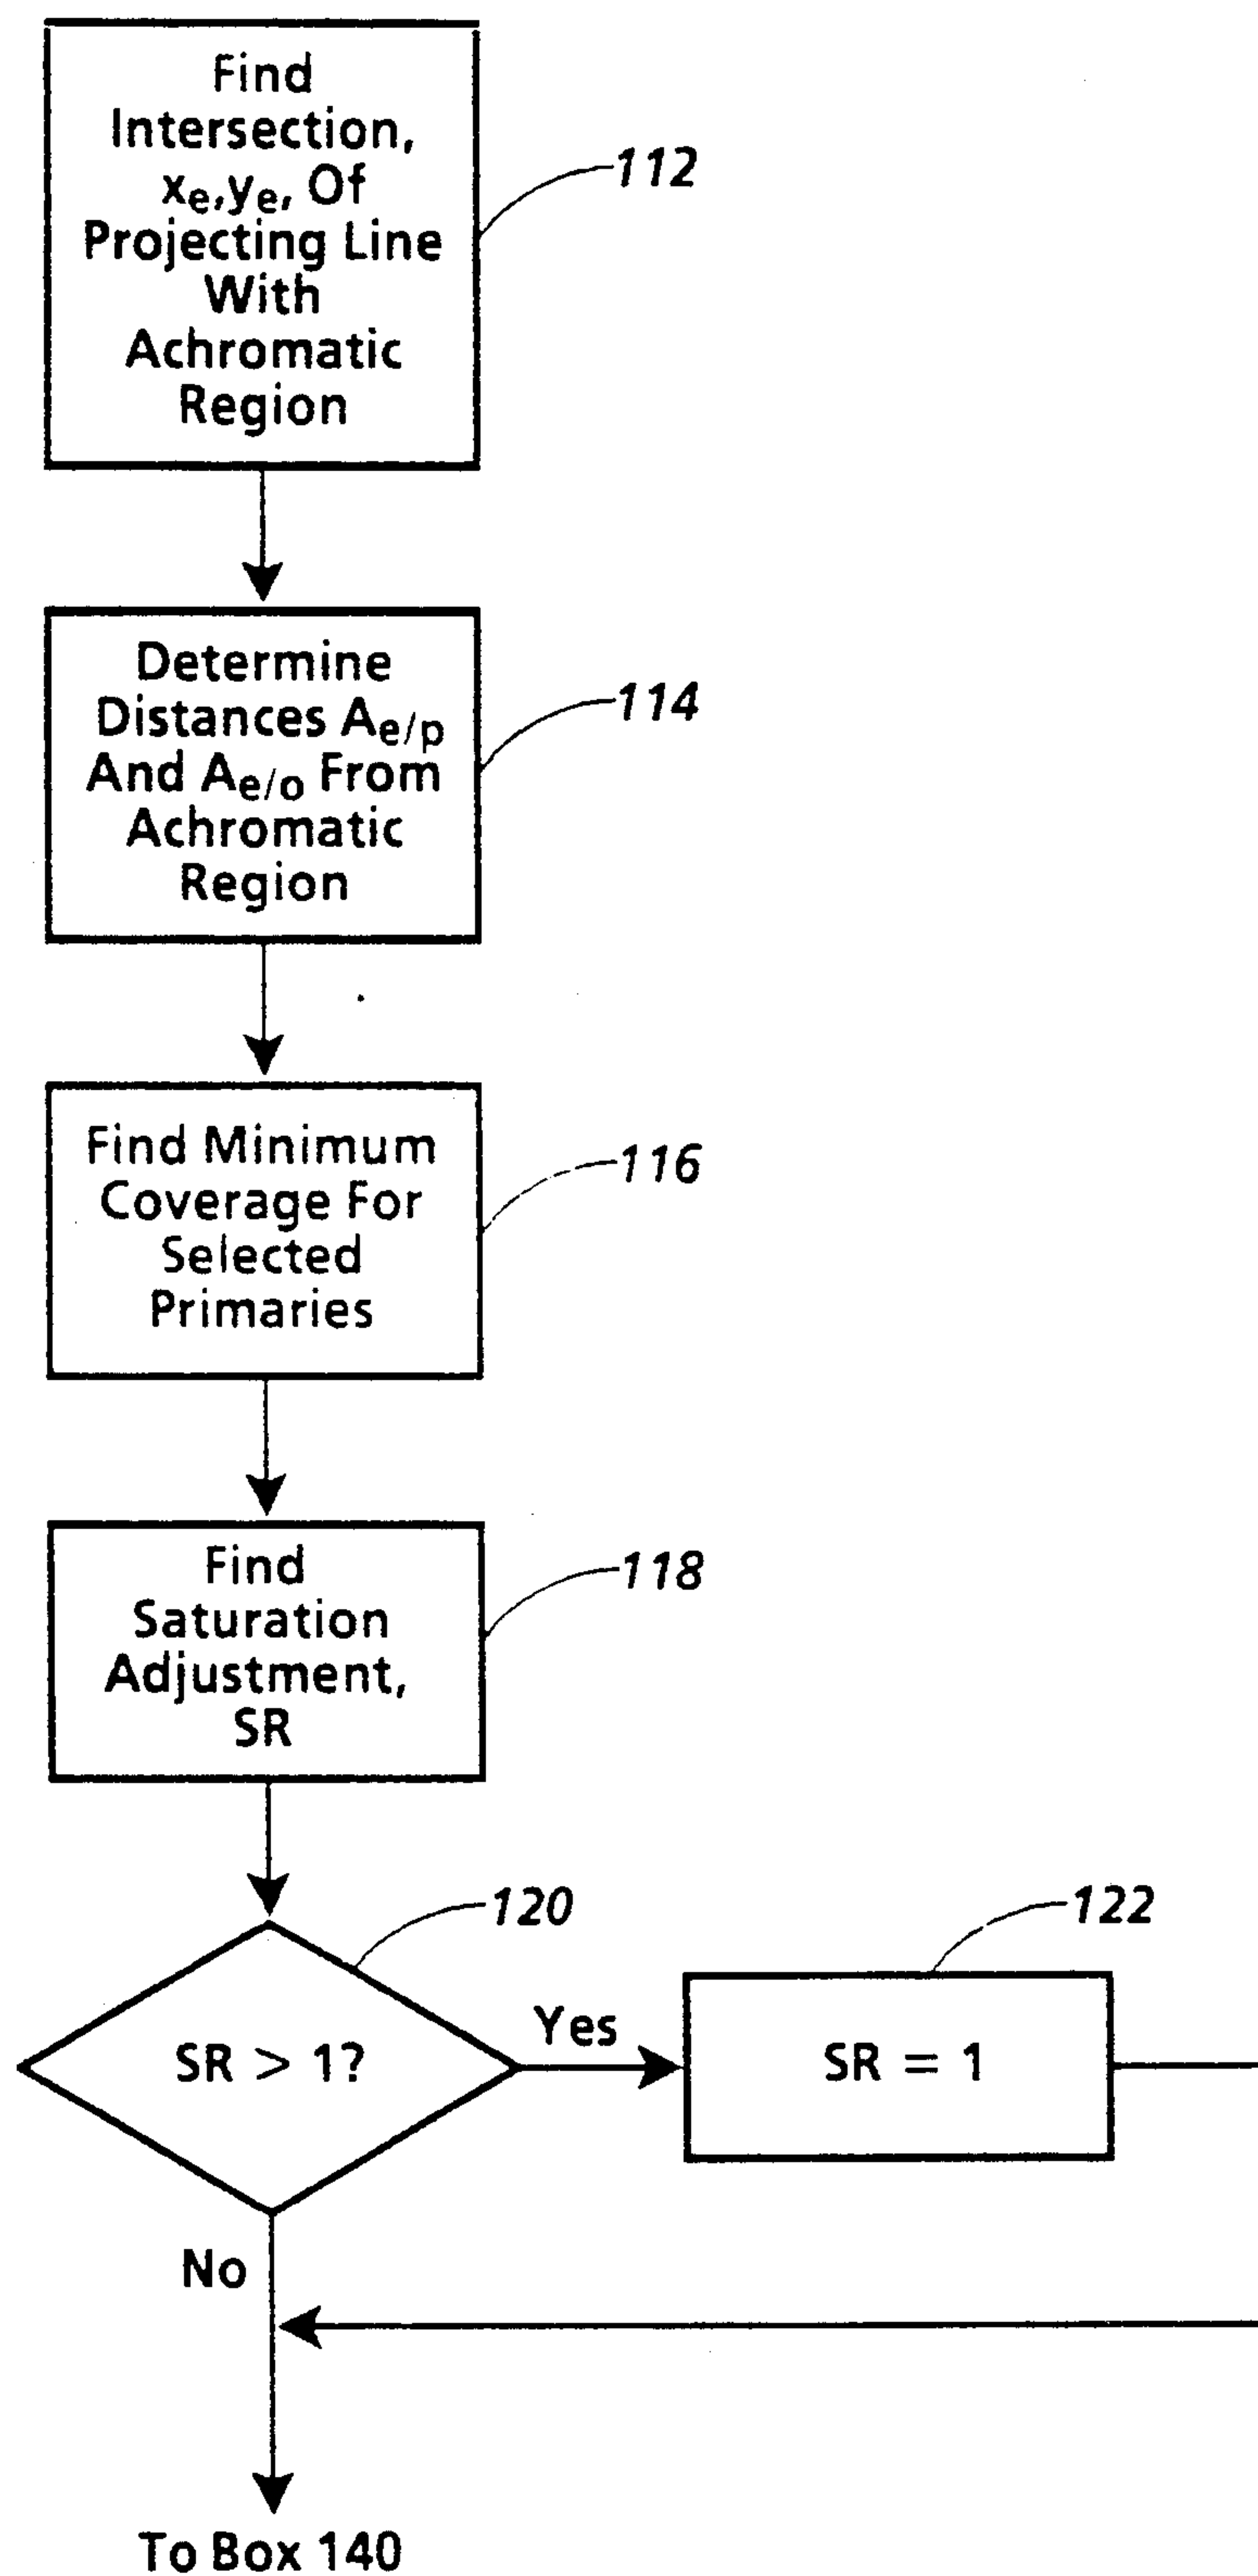 Find
Intersection,
xe,ye, Of
Projecting Line
With
Achromatic
Region
112
Determine
Distances Ae/p
And Ae/o From
Achromatic
Region
114
Find Minimum
Coverage For
Selected
Primaries
116
Find
Saturation
Adjustment,
SR
118
120
SR > 1?
Yes
122
SR = 1
No
To Box 140